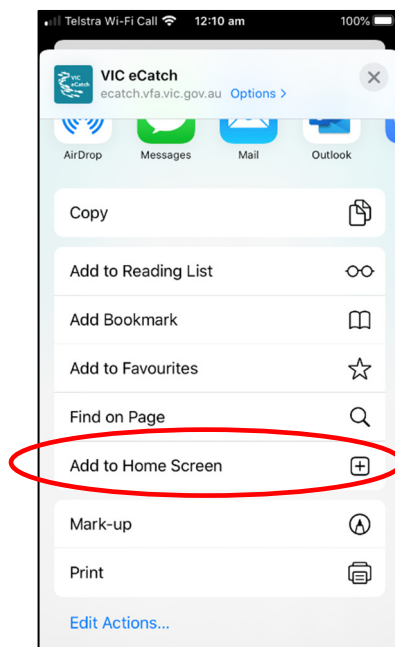 Telstra Wi-Fi Call 12:10 am 100%
VIC eCatch
VIC eCatch
ecatch.vfa.vic.gov.au Options >
AirDrop Messages Mail Outlook
Copy
Add to Reading List
Add Bookmark
Add to Favourites
Find on Page
Add to Home Screen
Mark-up
Print
Edit Actions...